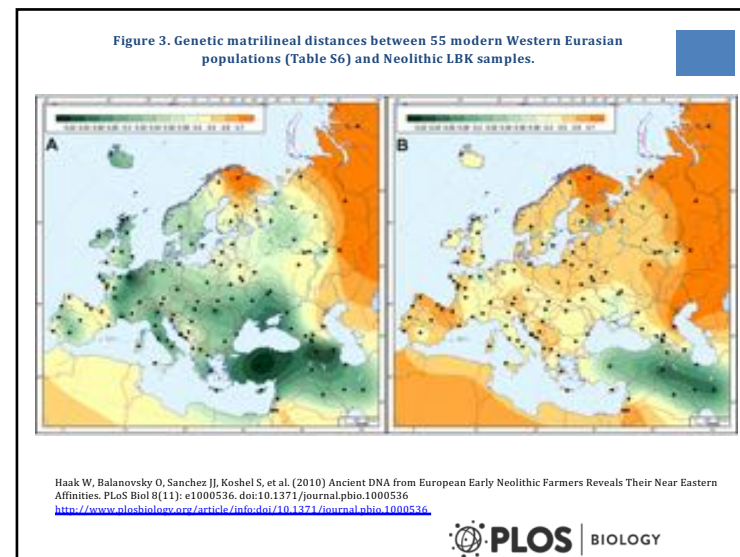 Figure 3. Genetic matrilineal distances between 55 modern Western Eurasian
populations (Table S6) and Neolithic LBK samples.
A
B
Haak W, Balanovsky O, Sanchez JJ, Koshel S, et al. (2010) Ancient DNA from European Early Neolithic Farmers Reveals Their Near Eastern
Affinities. PLoS Biol 8(11): e1000536. doi:10.1371/journal.pbio.1000536
http://www.plosbiology.org/article/info:doi/10.1371/journal.pbio.1000536
PLOS | BIOLOGY